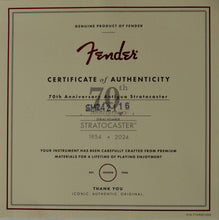 GENUINE PRODUCT OF FENDER
Fender
CERTIFICATE OF AUTHENTICITY
70th Anniversary Antigua Stratocaster
70th
STRATOCASTER
1954 - 2024
YOUR INSTRUMENT HAS BEEN CAREFULLY CRAFTED FROM PREMIUM
MATERIALS FOR A LIFETIME OF PLAYING ENJOYMENT
THANK YOU
ICONIC. AUTHENTIC. ORIGINAL.